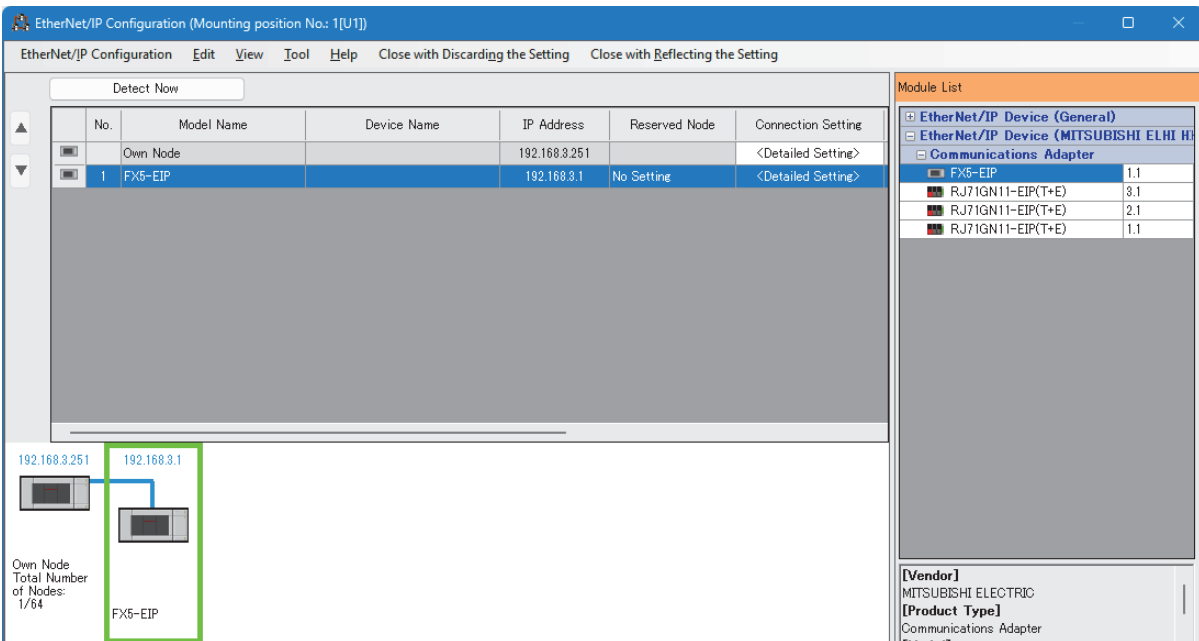 EtherNet/IP Configuration (Mounting position No.: 1[U1])
EtherNet/IP Configuration Edit View Tool Help Close with Discarding the Setting Close with Reflecting the Setting
Detect Now
No. Model Name Device Name IP Address Reserved Node Connection Setting
Own Node 192.168.3.251 <Detailed Setting>
1 FX5-EIP 192.168.3.1 No Setting <Detailed Setting>
192.168.3.251 192.168.3.1
Own Node
Total Number
of Nodes:
1/64
FX5-EIP
Module List
EtherNet/IP Device (General)
EtherNet/IP Device (MITSUBISHI ELHI
Communications Adapter
FX5-EIP 1.1
RJ71GN11-EIP(T+E) 3.1
RJ71GN11-EIP(T+E) 2.1
RJ71GN11-EIP(T+E) 1.1
[Vendor]
MITSUBISHI ELECTRIC
[Product Type]
Communications Adapter